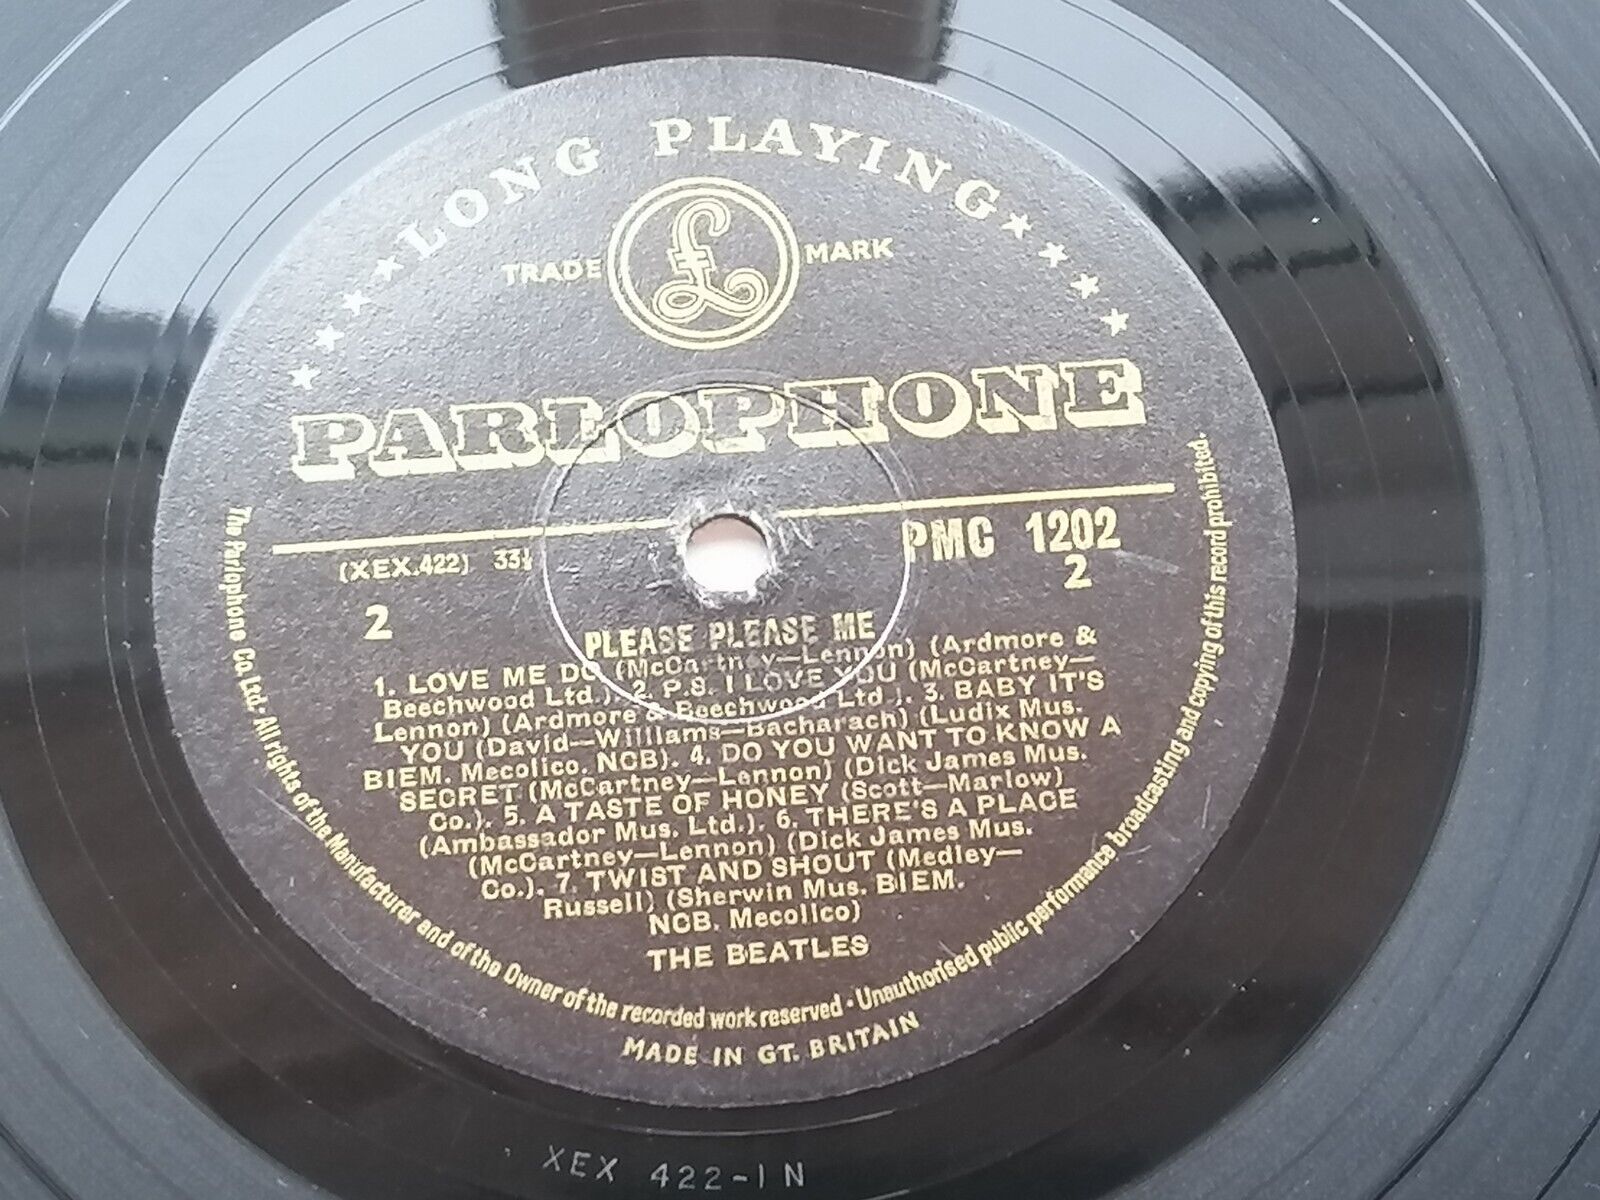 LONG PLAYING
TRADE £ MARK
PARLOPHONE
(XEX.422) 33⅓
PMC 1202
2
2
PLEASE PLEASE ME
1. LOVE ME DO (McCartney—Lennon) (Ardmore &
Beechwood Ltd.). 2. P.S. I LOVE YOU (McCartney—
Lennon) (Ardmore & Beechwood Ltd.). 3. BABY IT'S
YOU (David—Williams—Bacharach) (Ludix Mus.
BIEM. Mecolico. NCB). 4. DO YOU WANT TO KNOW A
SECRET (McCartney—Lennon) (Dick James Mus.
Co.). 5. A TASTE OF HONEY (Scott—Marlow)
(Ambassador Mus. Ltd.). 6. THERE'S A PLACE
(McCartney—Lennon) (Dick James Mus.
Co.). 7. TWIST AND SHOUT (Medley—
Russell) (Sherwin Mus. BIEM.
NCB. Mecolico)
THE BEATLES
The Parlophone Co. Ltd. All rights of the Manufacturer and of the Owner of the recorded work reserved · Unauthorised public performance broadcasting and copying of this record prohibited.
MADE IN GT. BRITAIN
XEX 422-1N